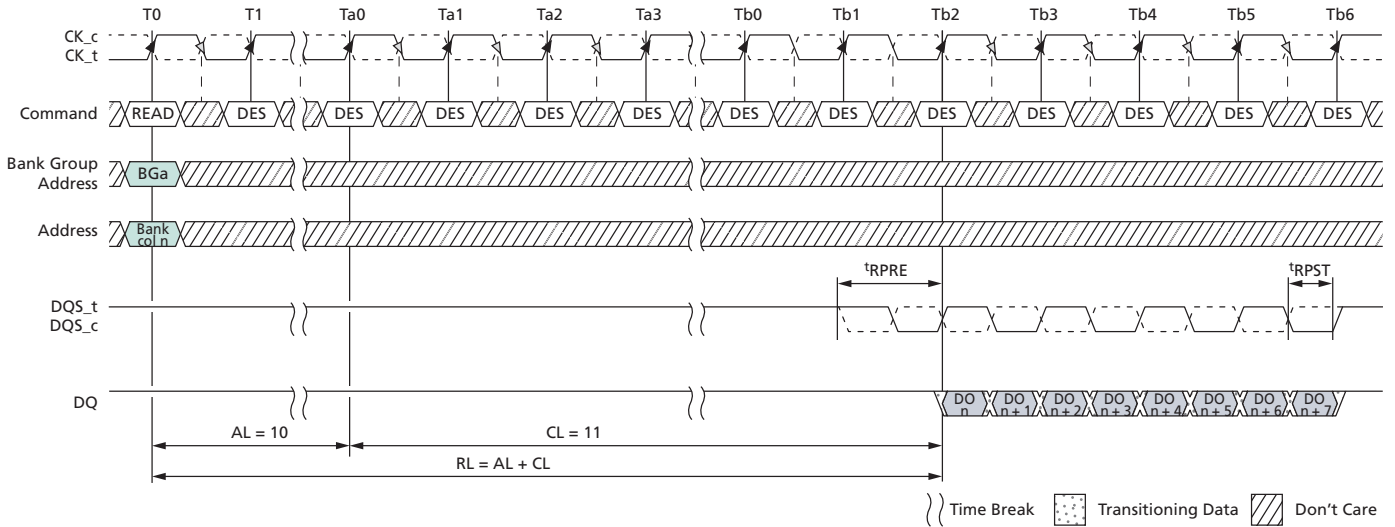 T0 T1 Ta0 Ta1 Ta2 Ta3 Tb0 Tb1 Tb2 Tb3 Tb4 Tb5 Tb6
CK_c
CK_t
Command READ DES DES DES DES DES DES DES DES DES DES DES DES
Bank Group
Address
BGa
Address
Bank
col n
tRPRE tRPST
DQS_t
DQS_c
DQ
DO n DO n + 1 DO n + 2 DO n + 3 DO n + 4 DO n + 5 DO n + 6 DO n + 7
AL = 10 CL = 11
RL = AL + CL
Time Break Transitioning Data Don't Care